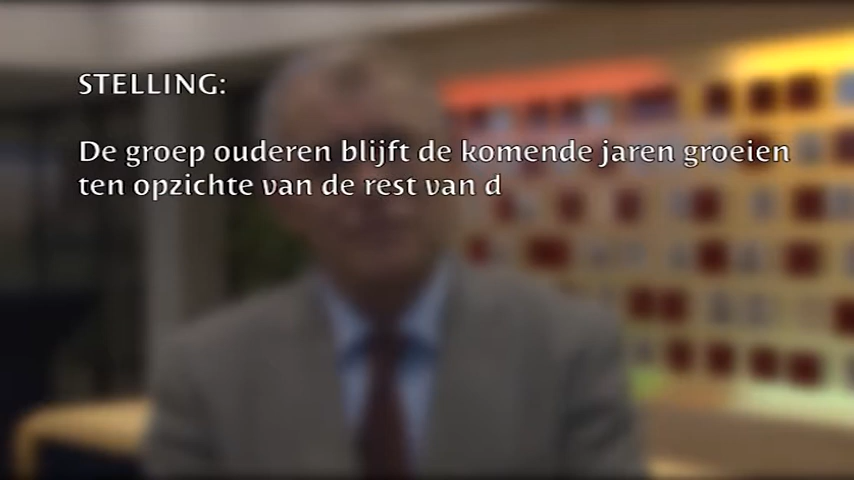 STELLING:
De groep ouderen blijft de komende jaren groeien
ten opzichte van de rest van d